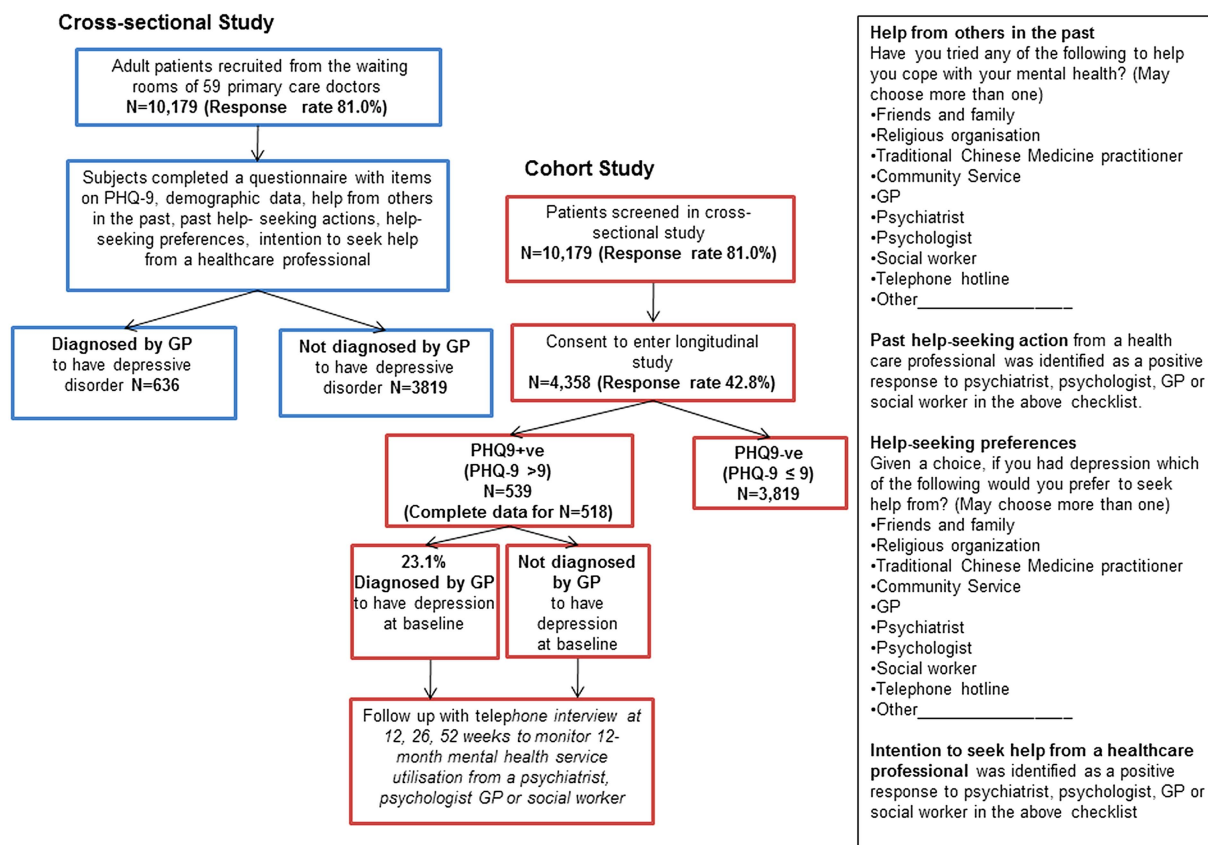 Cross-sectional Study
Adult patients recruited from the waiting
rooms of 59 primary care doctors
N=10,179 (Response rate 81.0%)
Subjects completed a questionnaire with items
on PHQ-9, demographic data, help from others
in the past, past help- seeking actions, help-
seeking preferences, intention to seek help
from a healthcare professional
Diagnosed by GP
to have depressive
disorder N=636
Not diagnosed by GP
to have depressive
disorder N=3819
Cohort Study
Patients screened in cross-
sectional study
N=10,179 (Response rate 81.0%)
Consent to enter longitudinal
study
N=4,358 (Response rate 42.8%)
PHQ9+ve
(PHQ-9 >9)
N=539
(Complete data for N=518)
PHQ9-ve
(PHQ-9 ≤ 9)
N=3,819
23.1%
Diagnosed by GP
to have depression
at baseline
Not diagnosed
by GP
to have
depression
at baseline
Follow up with telephone interview at
12, 26, 52 weeks to monitor 12-
month mental health service
utilisation from a psychiatrist,
psychologist GP or social worker
Help from others in the past
Have you tried any of the following to help
you cope with your mental health? (May
choose more than one)
•Friends and family
•Religious organisation
•Traditional Chinese Medicine practitioner
•Community Service
•GP
•Psychiatrist
•Psychologist
•Social worker
•Telephone hotline
•Other_________________
Past help-seeking action from a health
care professional was identified as a positive
response to psychiatrist, psychologist, GP or
social worker in the above checklist.
Help-seeking preferences
Given a choice, if you had depression which
of the following would you prefer to seek
help from? (May choose more than one)
•Friends and family
•Religious organization
•Traditional Chinese Medicine practitioner
•Community Service
•GP
•Psychiatrist
•Psychologist
•Social worker
•Telephone hotline
•Other_________________
Intention to seek help from a healthcare
professional was identified as a positive
response to psychiatrist, psychologist, GP or
social worker in the above checklist